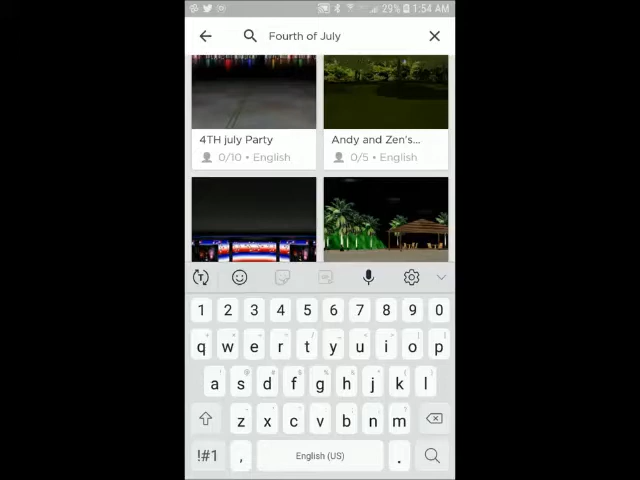 29% 1:54 AM
Fourth of July
4TH july Party
0/10 • English
Andy and Zen's...
0/5 • English
1 2 3 4 5 6 7 8 9 0
q w e r t y u i o p
a s d f g h j k l
z x c v b n m
!#1 , English (US) .